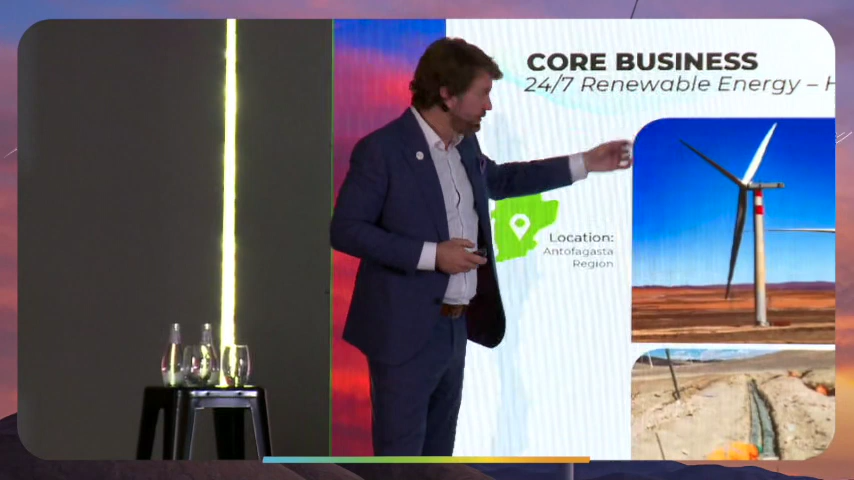 CORE BUSINESS
24/7 Renewable Energy – H
Location:
Antofagasta
Region